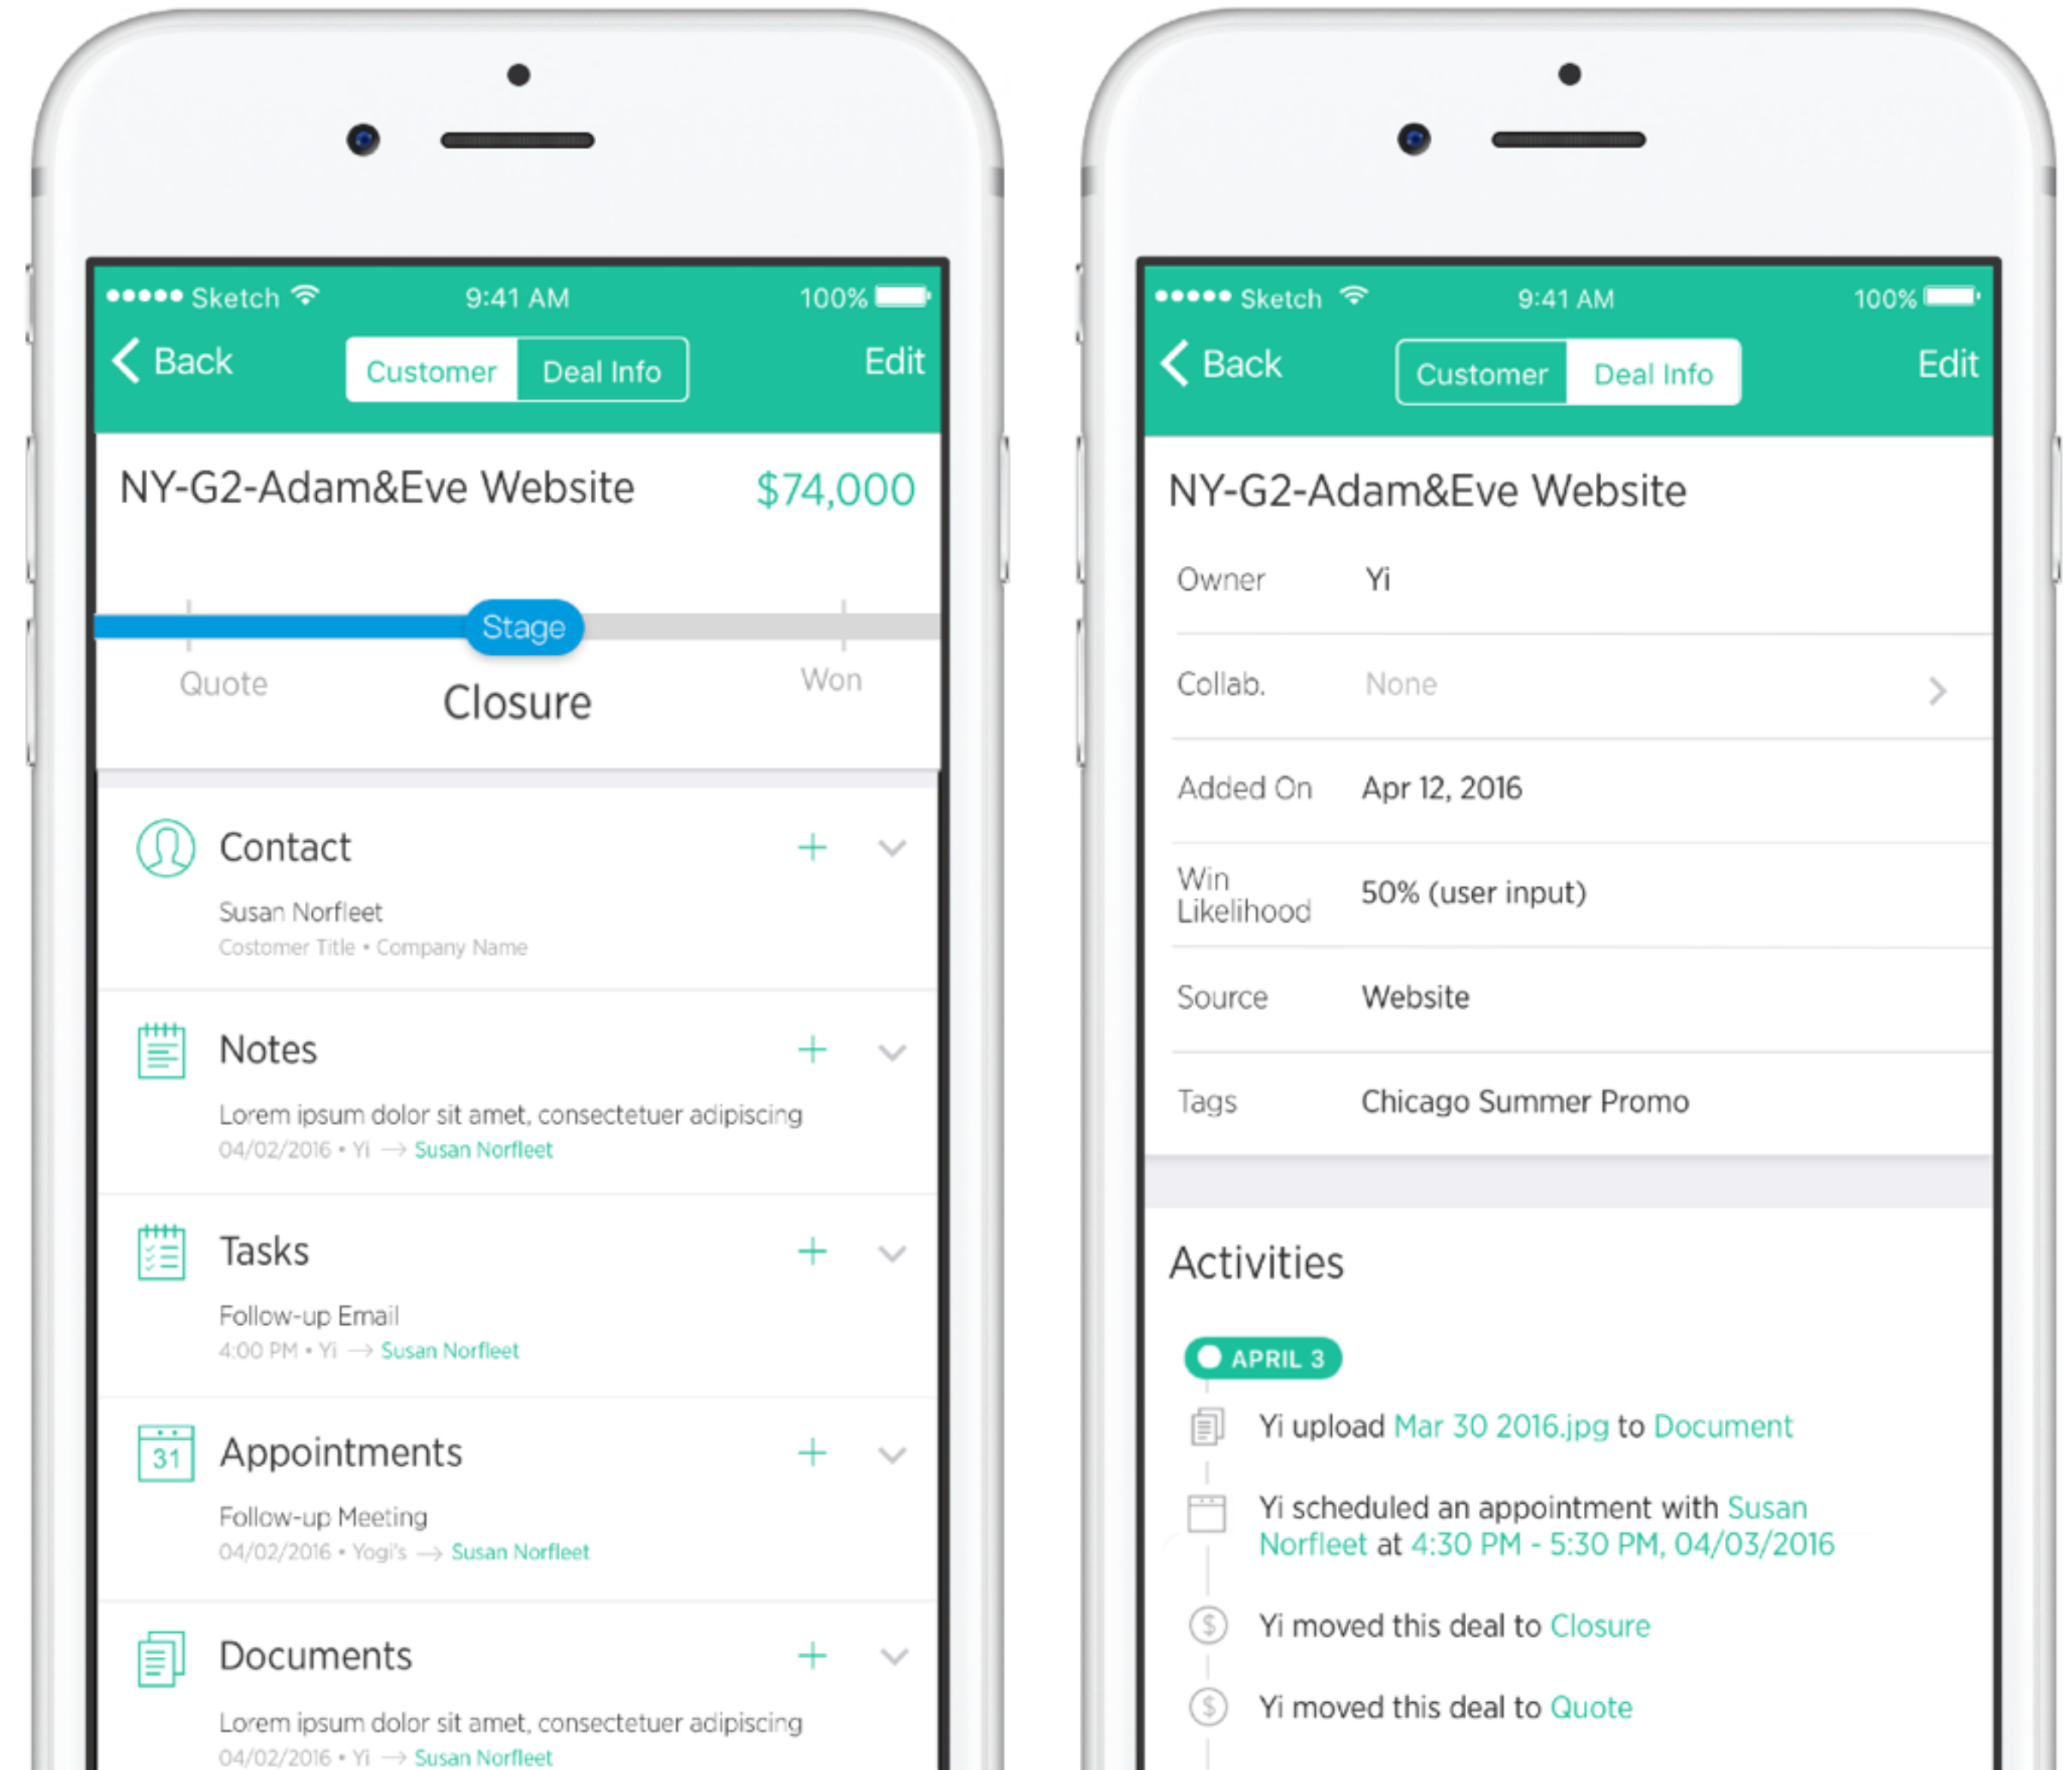 Sketch 9:41 AM 100%
Back Customer Deal Info Edit
NY-G2-Adam&Eve Website $74,000
Stage
Quote Closure Won
Contact
Susan Norfleet
Costomer Title • Company Name
Notes
Lorem ipsum dolor sit amet, consectetuer adipiscing
04/02/2016 • Yi → Susan Norfleet
Tasks
Follow-up Email
4:00 PM • Yi → Susan Norfleet
31
Appointments
Follow-up Meeting
04/02/2016 • Yogi's → Susan Norfleet
Documents
Lorem ipsum dolor sit amet, consectetuer adipiscing
04/02/2016 • Yi → Susan Norfleet
Sketch 9:41 AM 100%
Back Customer Deal Info Edit
NY-G2-Adam&Eve Website
Owner Yi
Collab. None
Added On Apr 12, 2016
Win
Likelihood 50% (user input)
Source Website
Tags Chicago Summer Promo
Activities
APRIL 3
Yi upload Mar 30 2016.jpg to Document
Yi scheduled an appointment with Susan
Norfleet at 4:30 PM - 5:30 PM, 04/03/2016
$ Yi moved this deal to Closure
$ Yi moved this deal to Quote